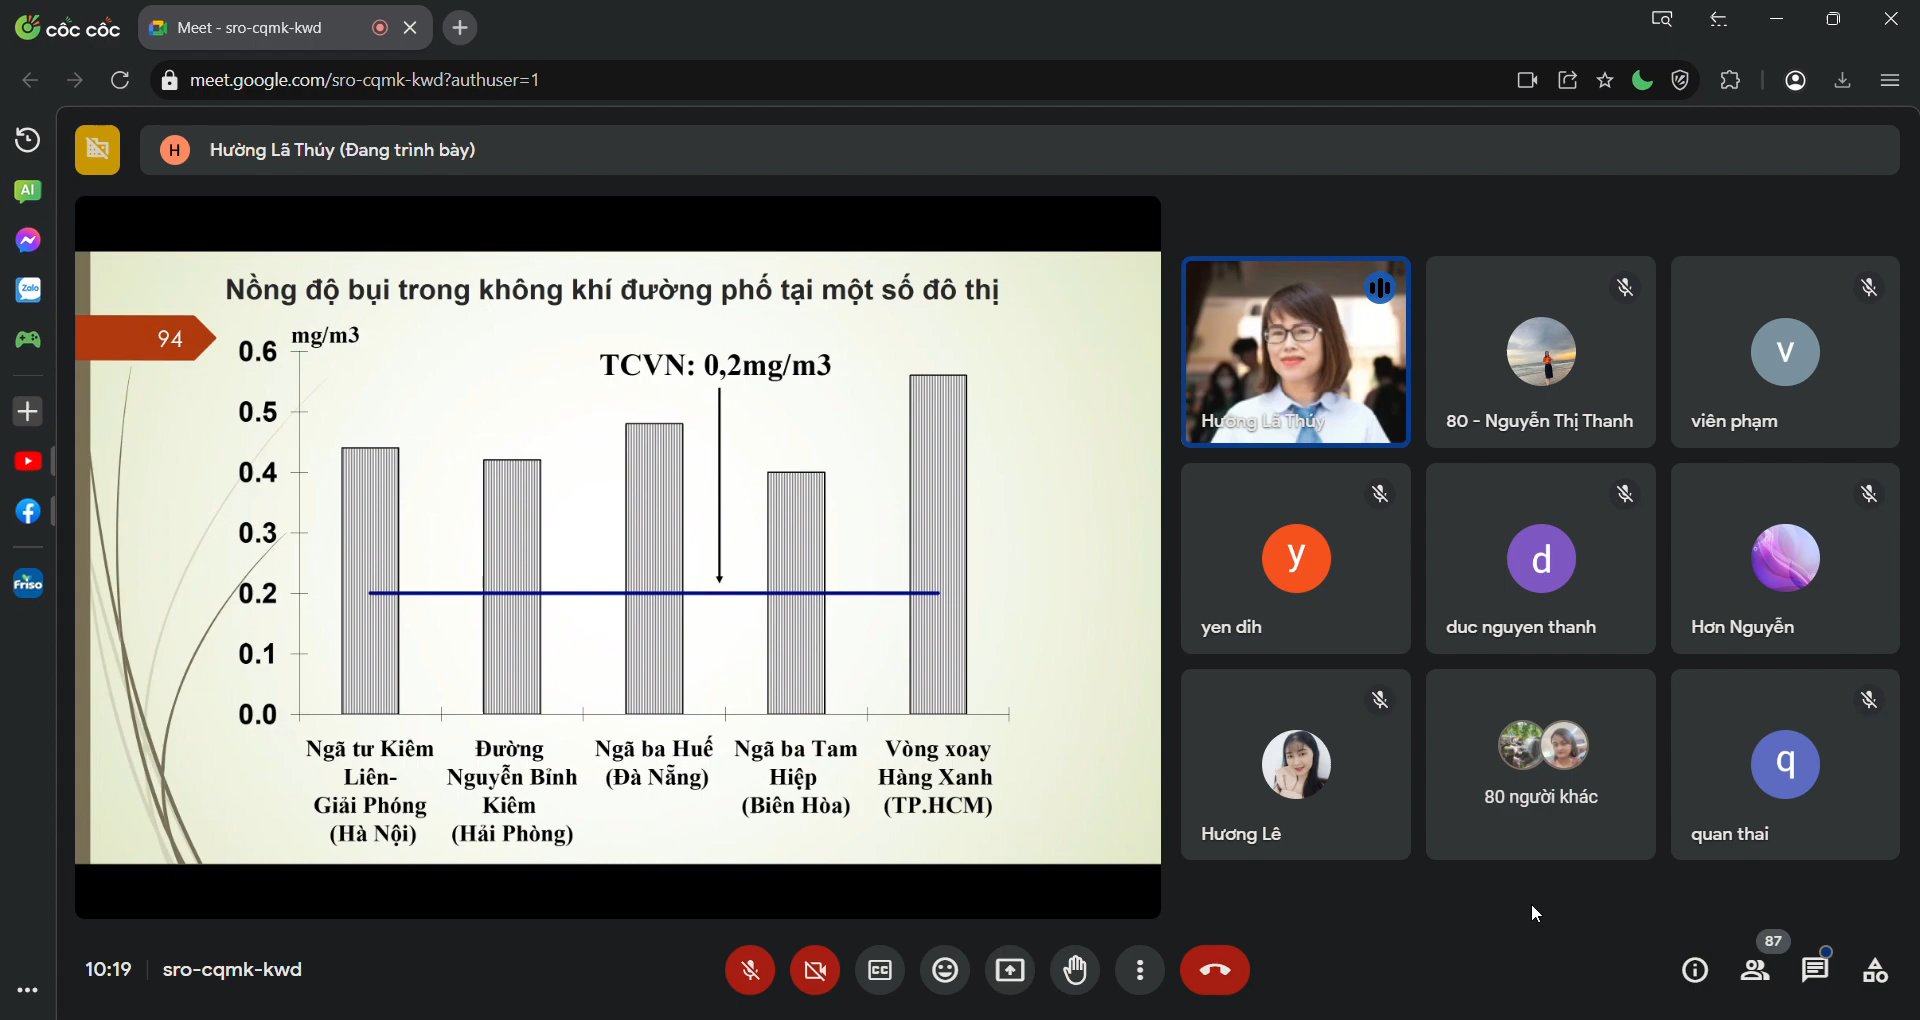 cốc cốc
Meet - sro-cqmk-kwd
meet.google.com/sro-cqmk-kwd?authuser=1
AI
Zalo
Friso
H
Hường Lã Thúy (Đang trình bày)
Nồng độ bụi trong không khí đường phố tại một số đô thị
94
mg/m3
TCVN: 0,2mg/m3
0.6
0.5
0.4
0.3
0.2
0.1
0.0
Ngã tư Kiêm
Liên-
Giải Phóng
(Hà Nội)
Đường
Nguyễn Bỉnh
Kiêm
(Hải Phòng)
Ngã ba Huế
(Đà Nẵng)
Ngã ba Tam
Hiệp
(Biên Hòa)
Vòng xoay
Hàng Xanh
(TP.HCM)
Hường Lã Thúy
80 - Nguyễn Thị Thanh
v
viên phạm
y
yen dih
d
duc nguyen thanh
Hơn Nguyễn
Hương Lê
80 người khác
q
quan thai
10:19
sro-cqmk-kwd
CC
87